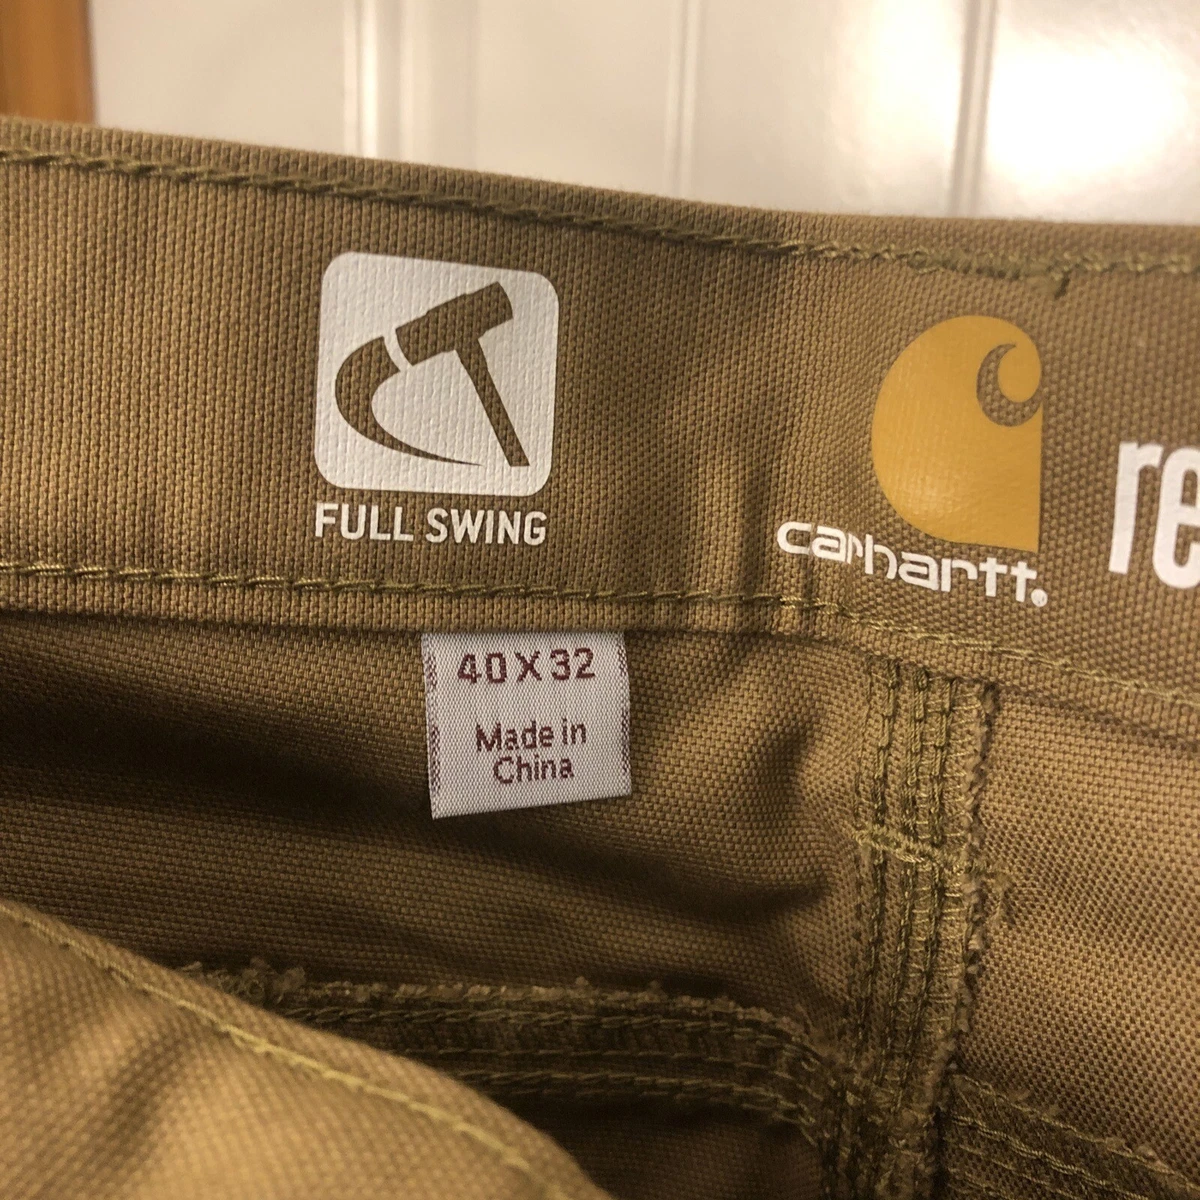 FULL SWING
carhartt.
re
40 X 32
Made in
China